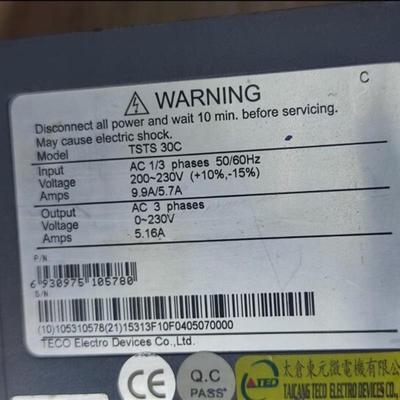 C
WARNING
Disconnect all power and wait 10 min. before servicing.
May cause electric shock.
Model TSTS 30C
Input AC 1/3 phases 50/60Hz
Voltage 200~230V (+10%,-15%)
Amps 9.9A/5.7A
Output AC 3 phases
Voltage 0~230V
Amps 5.16A
P/N
6 930975 105780
S/N
(10)105310578(21)15313F10F0405070000
TECO Electro Devices Co.,Ltd.
CE
Q.C
PASS
ATED
太倉東元微電機有限公
TAICANG TECO ELECTRO DEVICES CO.